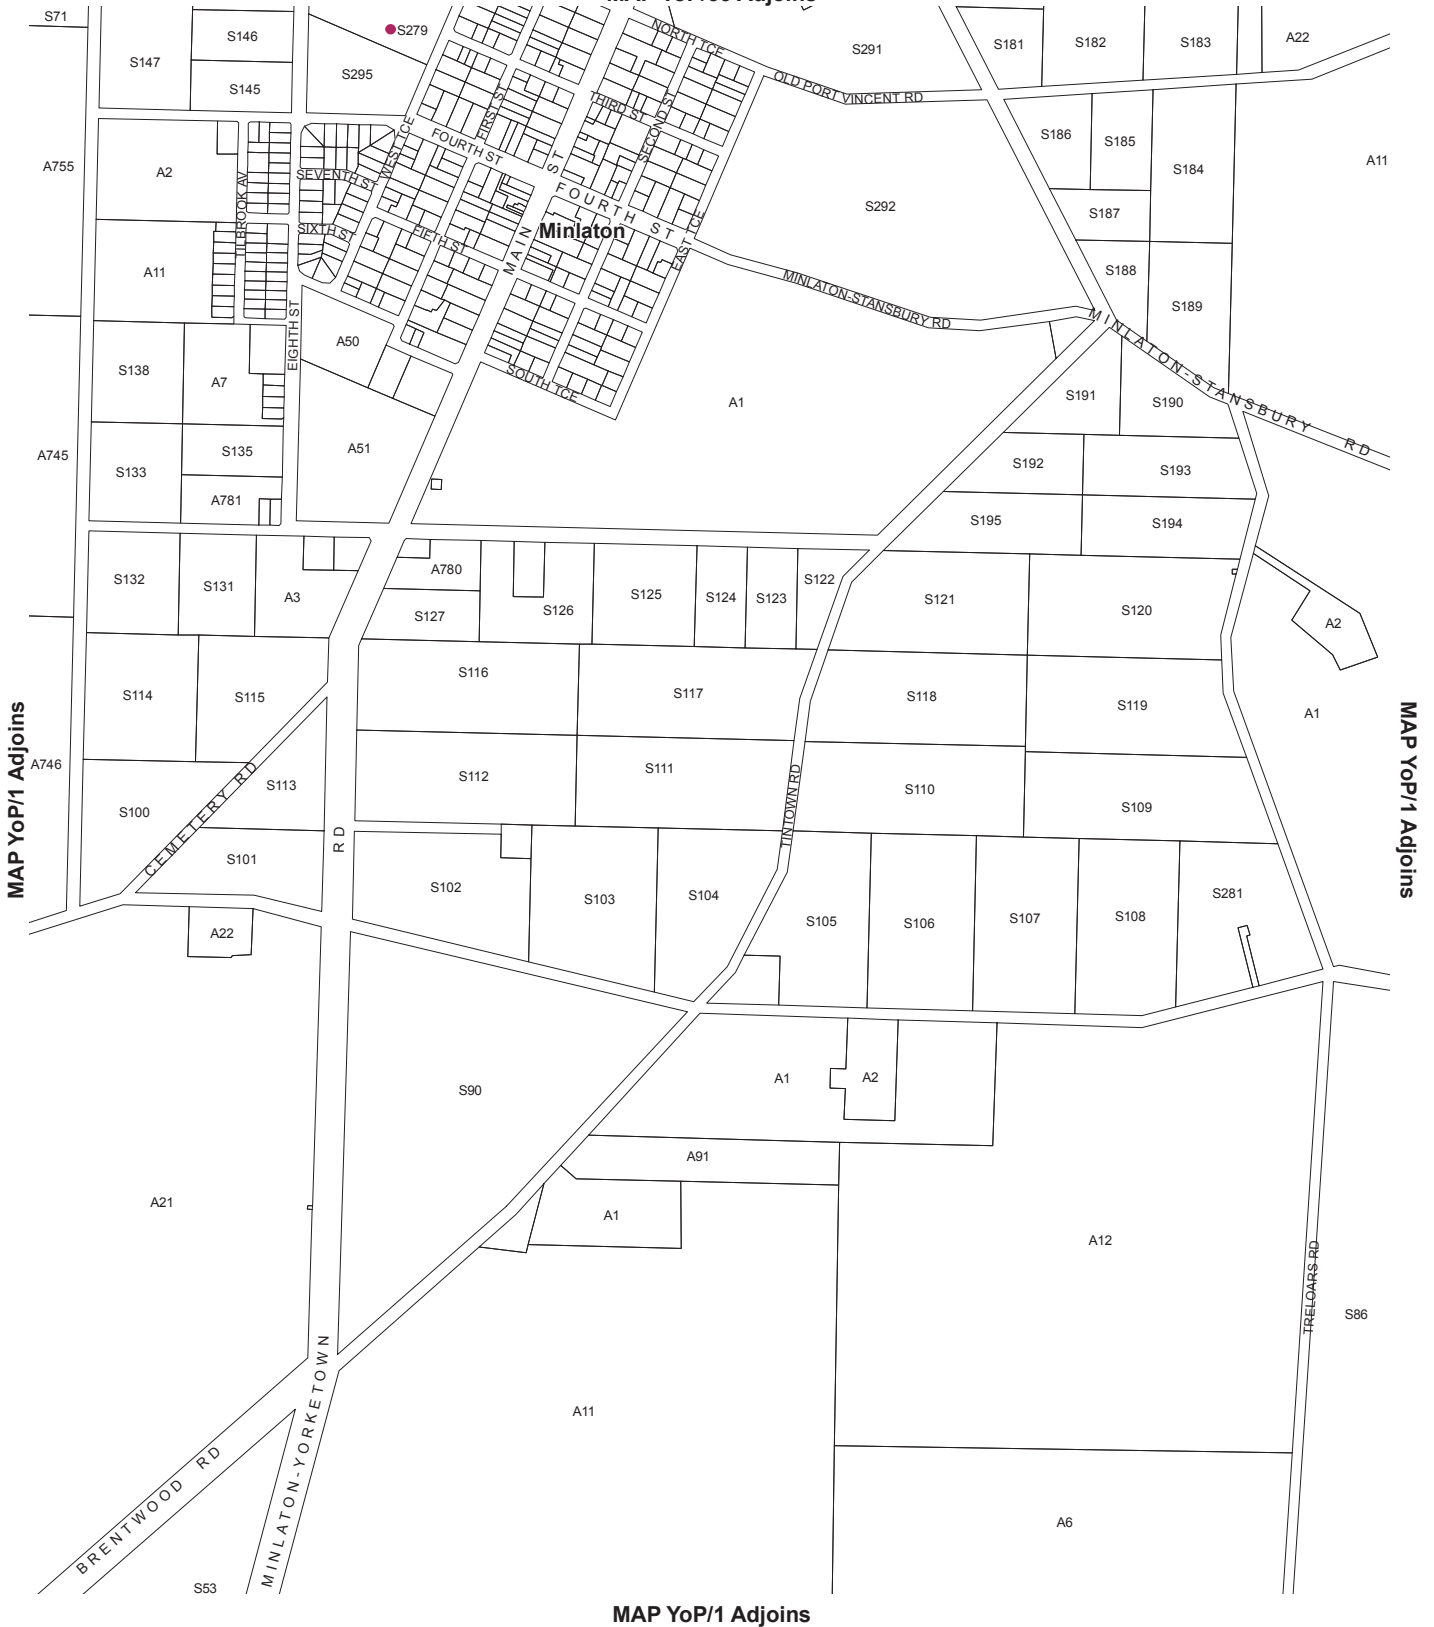 S71
S147
S146
S145
S279
S295
NORTH TCE
S291
S181
S182
S183
A22
OLD PORT VINCENT RD
A755
A2
TILBROOK AV
SEVENTH ST
SIXTH ST
WEST TCE
FOURTH ST
FIRST ST
THIRD ST
SECOND ST
FIFTH ST
MAIN ST
FOURTH ST
EAST TCE
Minlaton
S292
S186
S185
S184
A11
S187
S188
S189
A11
MINLATON-STANSBURY RD
MINLATON-STANSBURY RD
EIGHTH ST
A50
S138
A7
SOUTH TCE
A1
S191
S190
A745
S133
S135
A781
A51
S192
S193
S195
S194
S132
S131
A3
A780
S127
S126
S125
S124
S123
S122
S121
S120
A2
S114
S115
S116
S117
S118
S119
A1
MAP YoP/1 Adjoins
MAP YoP/1 Adjoins
A746
S100
CEMETERY RD
S113
S112
S111
TINTOWN RD
S110
S109
RD
S101
S102
S103
S104
S105
S106
S107
S108
S281
A22
S90
A1
A2
A91
A21
A1
A12
TRELOARS RD
S86
A11
BRENTWOOD RD
MINLATON-YORKETOWN
A6
S53
MAP YoP/1 Adjoins